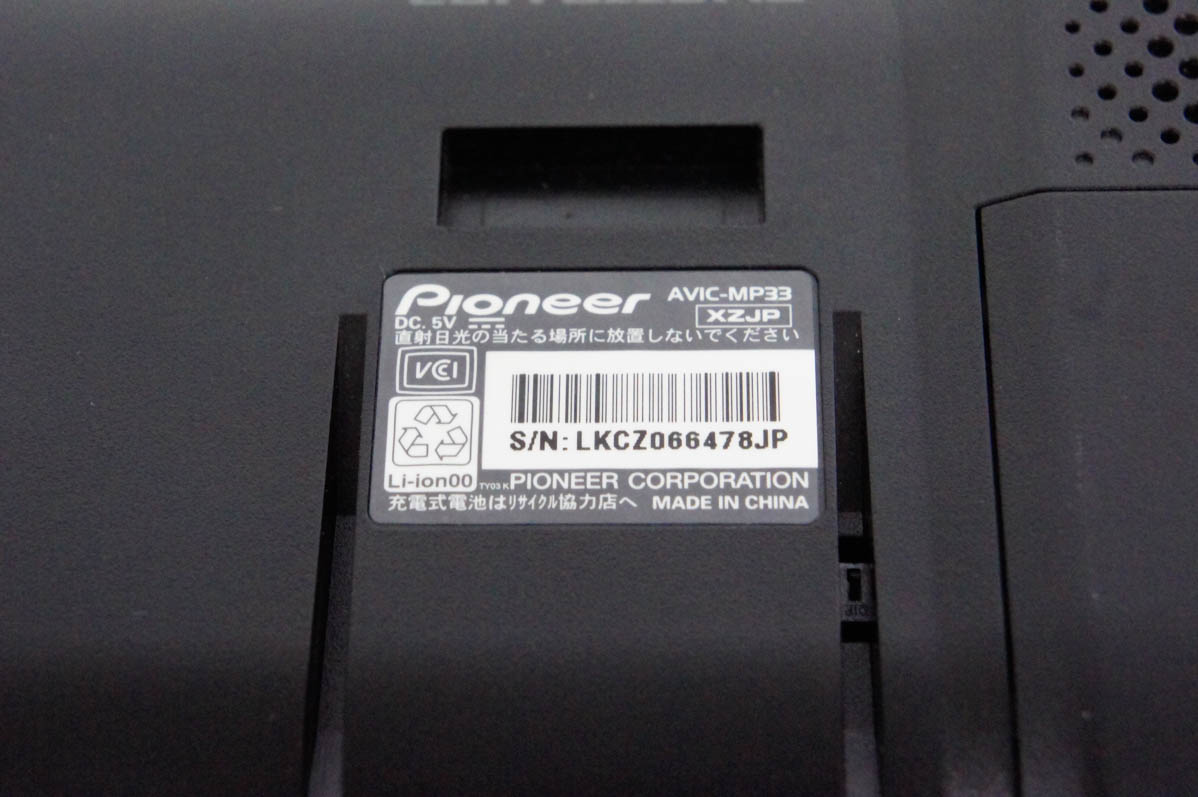 Pioneer AVIC-MP33
DC. 5V XZJP
直射日光の当たる場所に放置しないでください
VCCI
S/N: LKCZ066478JP
Li-ion00
TY03 K PIONEER CORPORATION
充電式電池はリサイクル協力店へ MADE IN CHINA